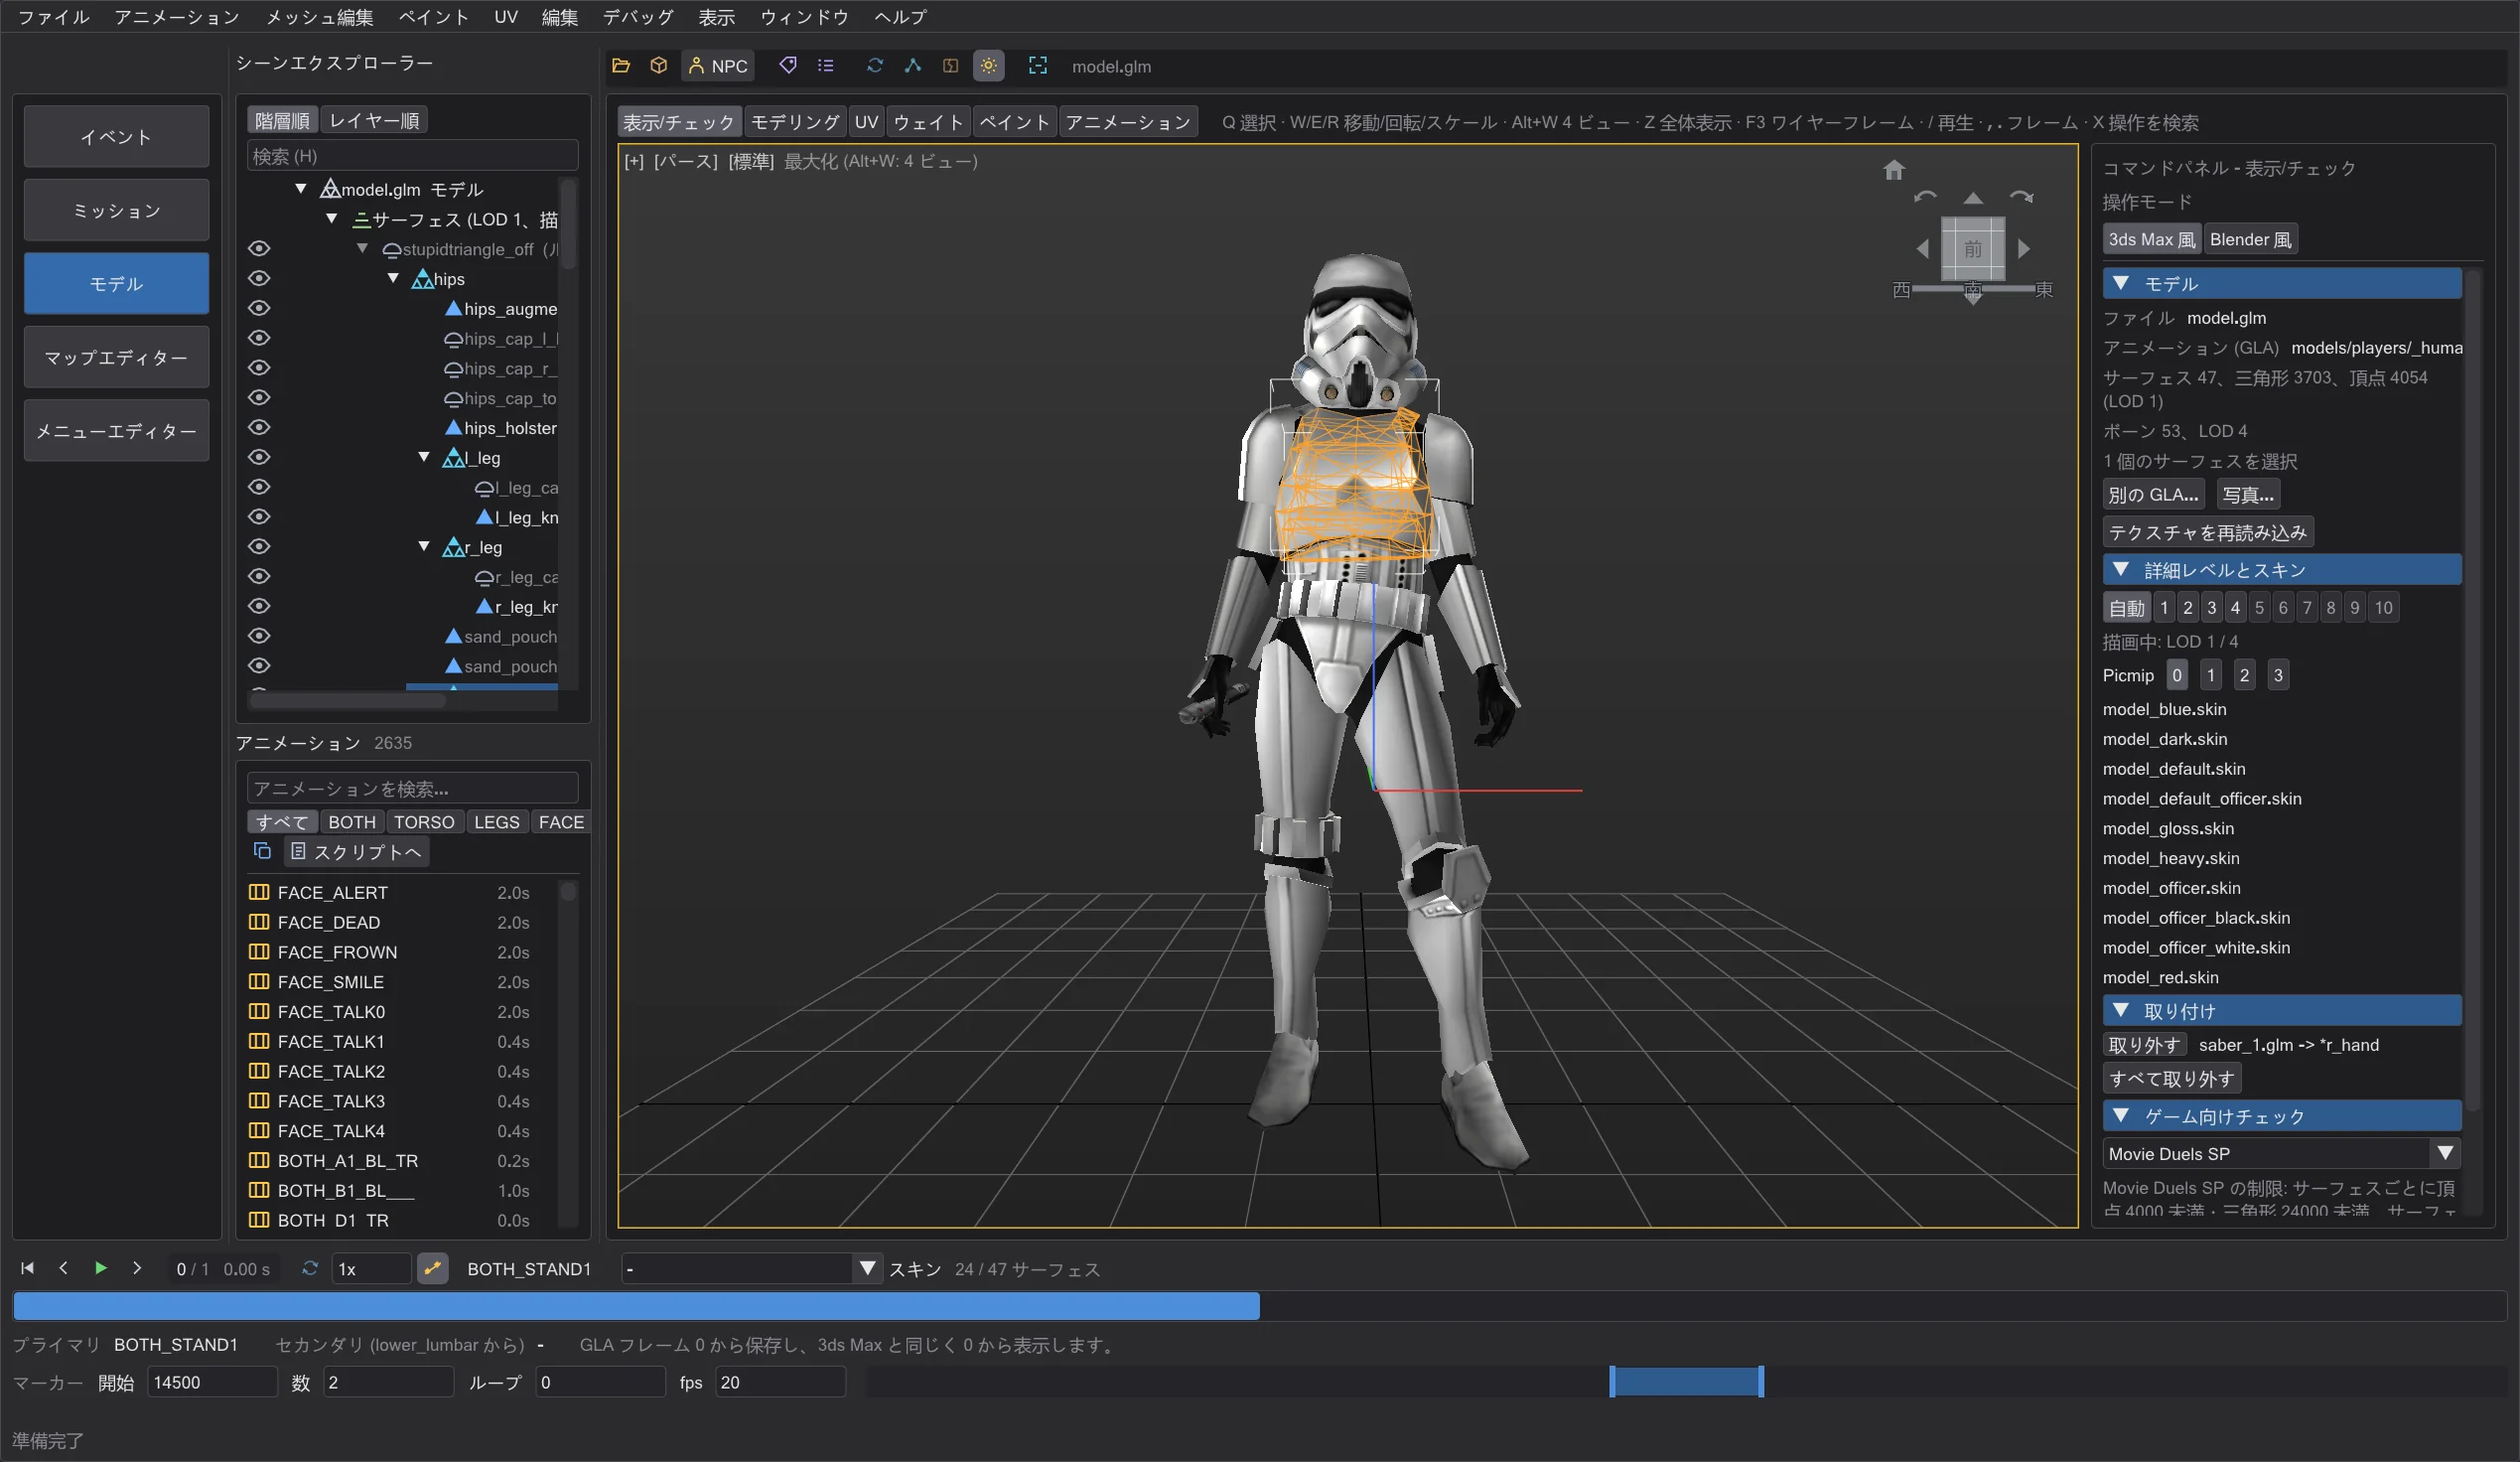 ファイル アニメーション メッシュ編集 ペイント UV 編集 デバッグ 表示 ウィンドウ ヘルプ
シーンエクスプローラー
NPC model.glm
イベント
ミッション
モデル
マップエディター
メニューエディター
階層順 レイヤー順
検索 (H)
model.glm モデル
サーフェス (LOD 1、描
stupidtriangle_off
hips
hips_augme
hips_cap_l_
hips_cap_r_
hips_cap_to
hips_holster
l_leg
l_leg_ca
l_leg_kn
r_leg
r_leg_ca
r_leg_kn
sand_pouch
sand_pouch
アニメーション 2635
アニメーションを検索...
すべて BOTH TORSO LEGS FACE
スクリプトへ
FACE_ALERT 2.0s
FACE_DEAD 2.0s
FACE_FROWN 2.0s
FACE_SMILE 2.0s
FACE_TALK0 2.0s
FACE_TALK1 0.4s
FACE_TALK2 0.4s
FACE_TALK3 0.4s
FACE_TALK4 0.4s
BOTH_A1_BL_TR 0.2s
BOTH_B1_BL___ 1.0s
BOTH_D1_TR 0.0s
表示/チェック モデリング UV ウェイト ペイント アニメーション Q 選択 · W/E/R 移動/回転/スケール · Alt+W 4 ビュー · Z 全体表示 · F3 ワイヤーフレーム · / 再生 · , . フレーム · X 操作を検索
[+] [パース] [標準] 最大化 (Alt+W: 4 ビュー)
前
西 南 東
コマンドパネル - 表示/チェック
操作モード
3ds Max 風 Blender 風
モデル
ファイル model.glm
アニメーション (GLA) models/players/_huma
サーフェス 47、三角形 3703、頂点 4054
(LOD 1)
ボーン 53、LOD 4
1 個のサーフェスを選択
別の GLA... 写真...
テクスチャを再読み込み
詳細レベルとスキン
自動 1 2 3 4 5 6 7 8 9 10
描画中: LOD 1 / 4
Picmip 0 1 2 3
model_blue.skin
model_dark.skin
model_default.skin
model_default_officer.skin
model_gloss.skin
model_heavy.skin
model_officer.skin
model_officer_black.skin
model_officer_white.skin
model_red.skin
取り付け
取り外す saber_1.glm -> *r_hand
すべて取り外す
ゲーム向けチェック
Movie Duels SP
Movie Duels SP の制限: サーフェスごとに頂
点 4000 未満・三角形 24000 未満、サーフェ
0 / 1 0.00 s 1x BOTH_STAND1 - スキン 24 / 47 サーフェス
プライマリ BOTH_STAND1 セカンダリ (lower_lumbar から) - GLA フレーム 0 から保存し、3ds Max と同じく 0 から表示します。
マーカー 開始 14500 数 2 ループ 0 fps 20
準備完了